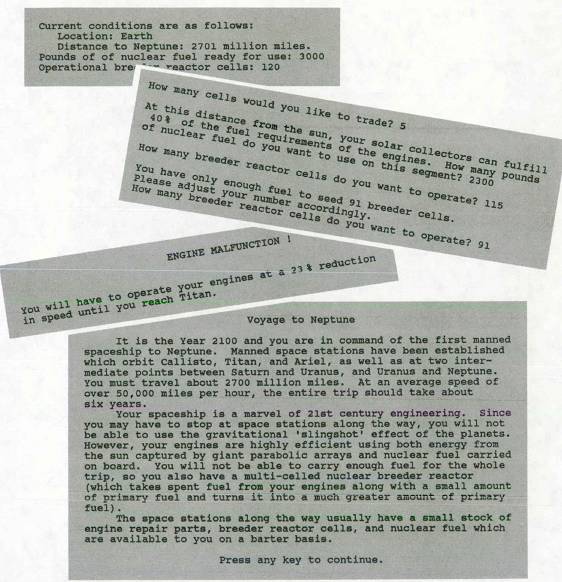 Current conditions are as follows:
Location: Earth
Distance to Neptune: 2701 million miles.
Pounds of of nuclear fuel ready for use: 3000
Operational breeder reactor cells: 120
How many cells would you like to trade? 5
At this distance from the sun, your solar collectors can fulfill
40% of the fuel requirements of the engines. How many pounds
of nuclear fuel do you want to use on this segment? 2300
How many breeder reactor cells do you want to operate? 115
You have only enough fuel to seed 91 breeder cells.
Please adjust your number accordingly.
How many breeder reactor cells do you want to operate? 91
ENGINE MALFUNCTION !
You will have to operate your engines at a 23% reduction
in speed until you reach Titan.
Voyage to Neptune
It is the Year 2100 and you are in command of the first manned
spaceship to Neptune. Manned space stations have been established
which orbit Callisto, Titan, and Ariel, as well as at two inter-
mediate points between Saturn and Uranus, and Uranus and Neptune.
You must travel about 2700 million miles. At an average speed of
over 50,000 miles per hour, the entire trip should take about
six years.
Your spaceship is a marvel of 21st century engineering. Since
you may have to stop at space stations along the way, you will not
be able to use the gravitational 'slingshot' effect of the planets.
However, your engines are highly efficient using both energy from
the sun captured by giant parabolic arrays and nuclear fuel carried
on board. You will not be able to carry enough fuel for the whole
trip, so you also have a multi-celled nuclear breeder reactor
(which takes spent fuel from your engines along with a small amount
of primary fuel and turns it into a much greater amount of primary
fuel).
The space stations along the way usually have a small stock of
engine repair parts, breeder reactor cells, and nuclear fuel which
are available to you on a barter basis.
Press any key to continue.